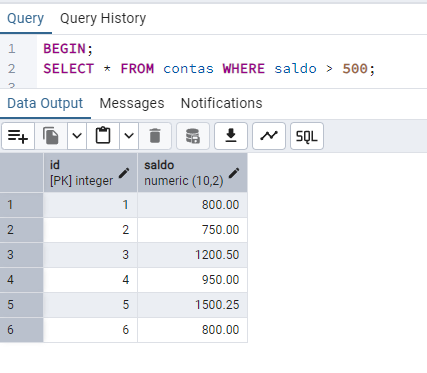 Query Query History
1 BEGIN;
2 SELECT * FROM contas WHERE saldo > 500;
Data Output Messages Notifications
SQL
id saldo
[PK] integer numeric (10,2)
1 1 800.00
2 2 750.00
3 3 1200.50
4 4 950.00
5 5 1500.25
6 6 800.00